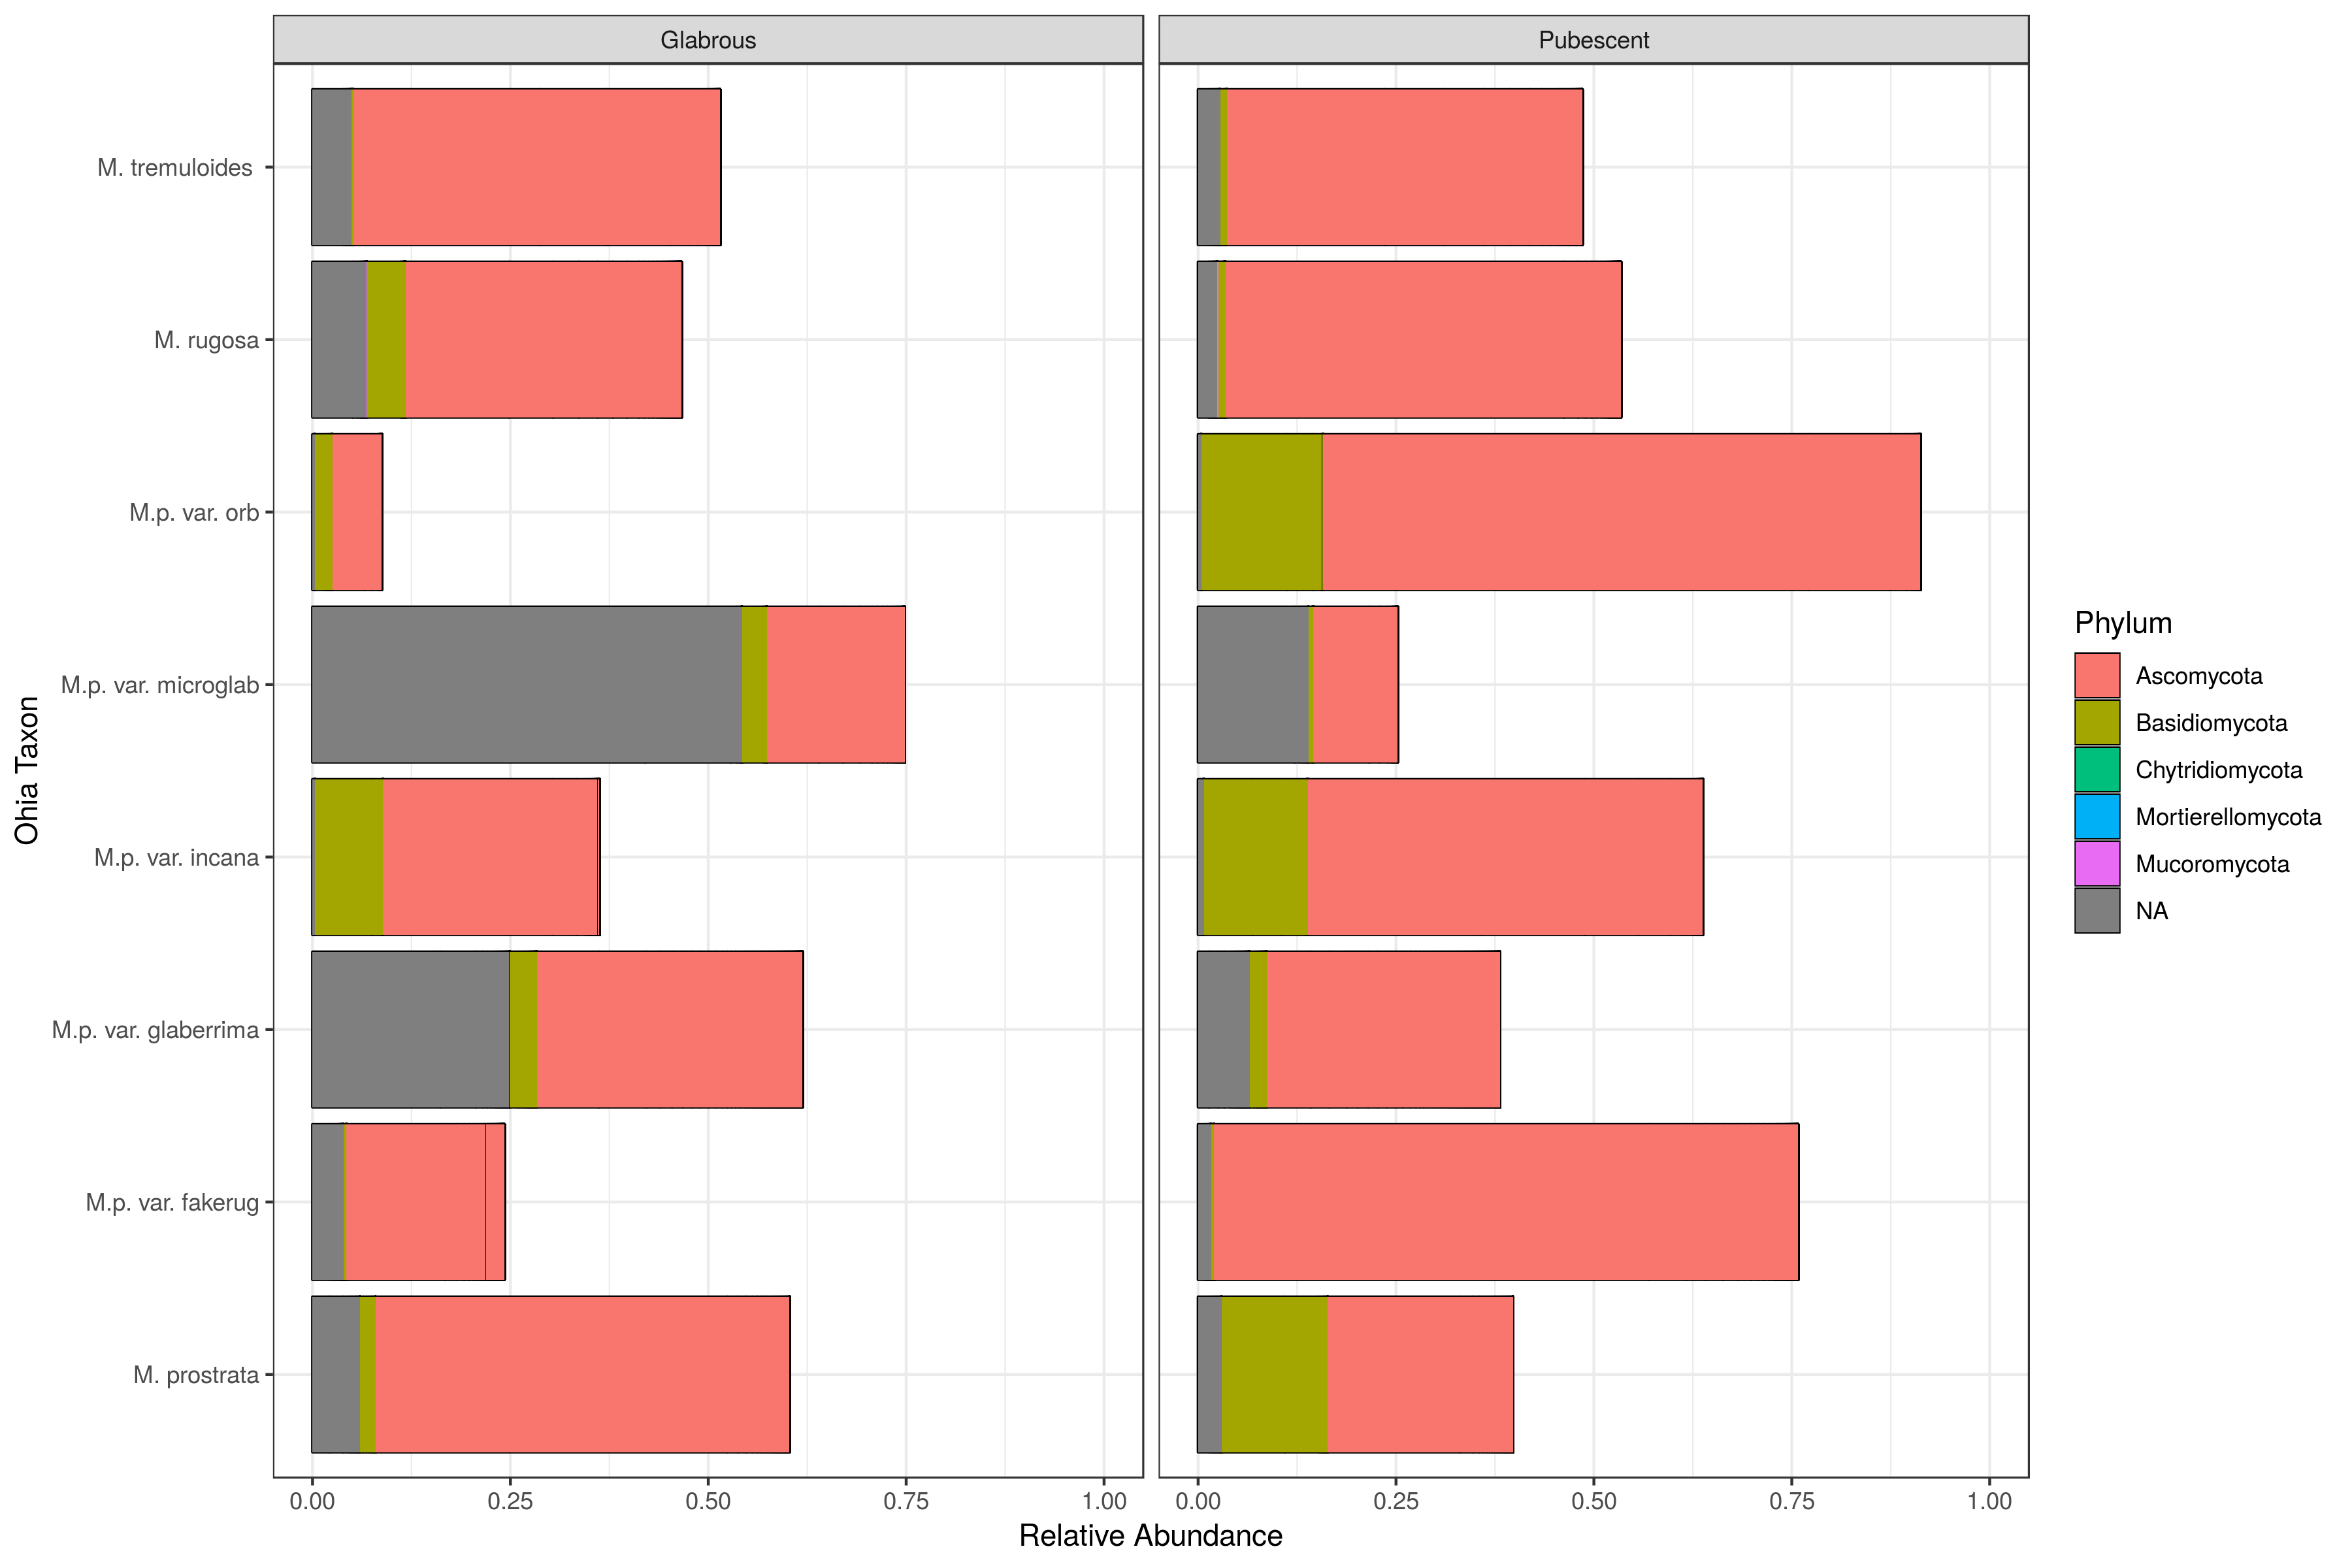 Glabrous
Pubescent
M. tremuloides
M. rugosa
M.p. var. orb
M.p. var. microglab
M.p. var. incana
M.p. var. glaberrima
M.p. var. fakerug
M. prostrata
Ohia Taxon
0.00 0.25 0.50 0.75 1.00
0.00 0.25 0.50 0.75 1.00
Relative Abundance
Phylum
Ascomycota
Basidiomycota
Chytridiomycota
Mortierellomycota
Mucoromycota
NA